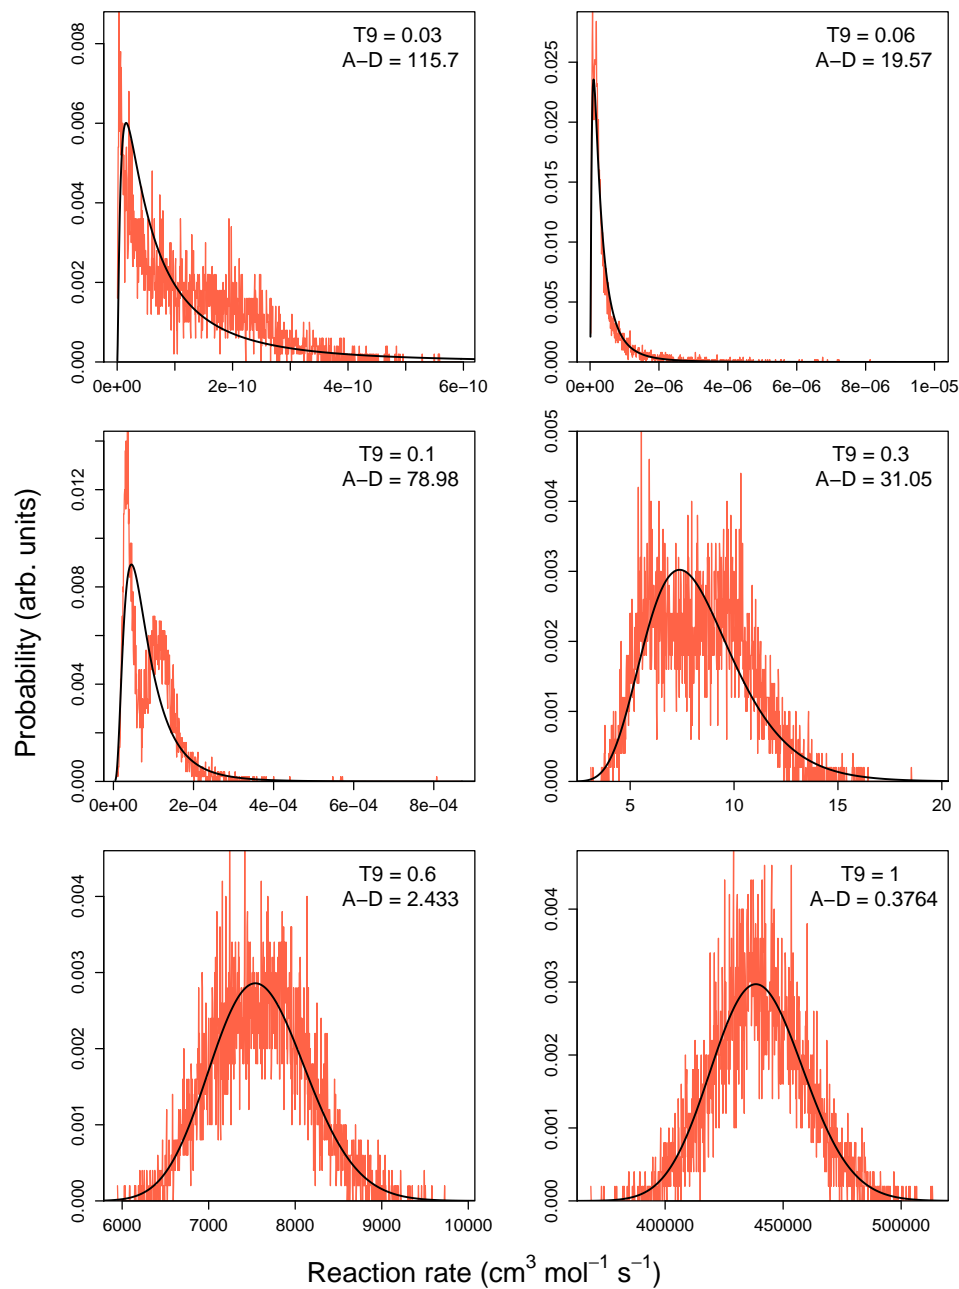 T9 = 0.03
A−D = 115.7
0.000
0.002
0.004
0.006
0.008
0e+00
2e−10
4e−10
6e−10
T9 = 0.06
A−D = 19.57
0.000
0.005
0.010
0.015
0.020
0.025
0e+00
2e−06
4e−06
6e−06
8e−06
1e−05
T9 = 0.1
A−D = 78.98
0.000
0.004
0.008
0.012
0e+00
2e−04
4e−04
6e−04
8e−04
T9 = 0.3
A−D = 31.05
0.000
0.001
0.002
0.003
0.004
0.005
5
10
15
20
T9 = 0.6
A−D = 2.433
0.000
0.001
0.002
0.003
0.004
6000
7000
8000
9000
10000
T9 = 1
A−D = 0.3764
0.000
0.001
0.002
0.003
0.004
400000
450000
500000
Probability (arb. units)
Reaction rate (cm³ mol⁻¹ s⁻¹)